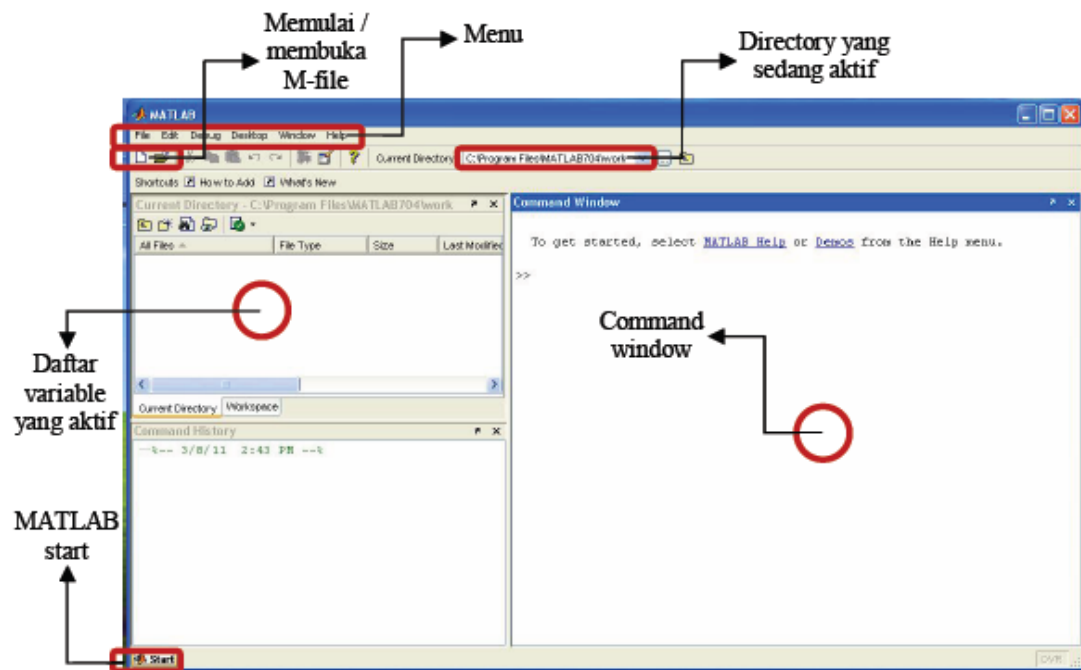 Memulai /
membuka
M-file
Menu
Directory yang
sedang aktif
MATLAB
File Edit Debug Desktop Window Help
Current Directory: C:\Program Files\MATLAB704\work
Shortcuts How to Add What's New
Current Directory - C:\Program Files\MATLAB704\work
All Files File Type Size Last Modified
Current Directory Workspace
Command History
%-- 3/8/11 2:43 PM --%
Command Window
To get started, select MATLAB Help or Demos from the Help menu.
>>
Command
window
Daftar
variable
yang aktif
MATLAB
start
Start
OVR